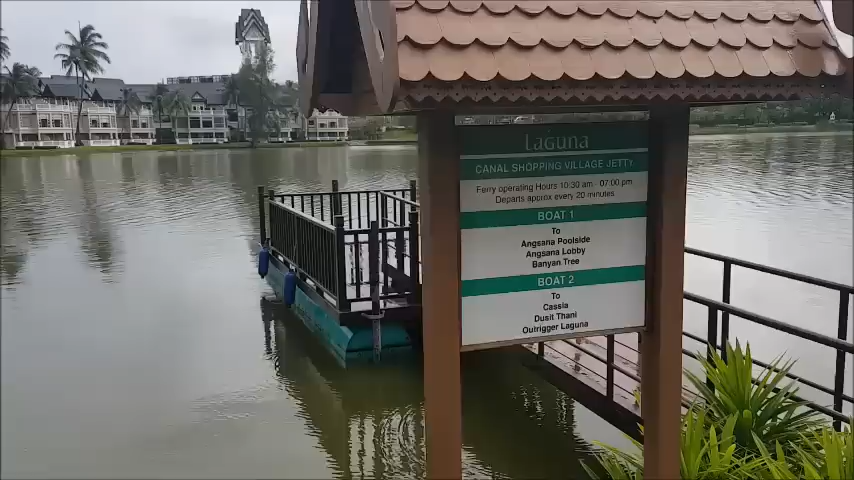 Laguna
CANAL SHOPPING VILLAGE JETTY
Ferry operating Hours 10:30 am - 07:00 pm
Departs approx every 20 minutes
BOAT 1
To
Angsana Poolside
Angsana Lobby
Banyan Tree
BOAT 2
To
Cassia
Dusit Thani
Outrigger Laguna